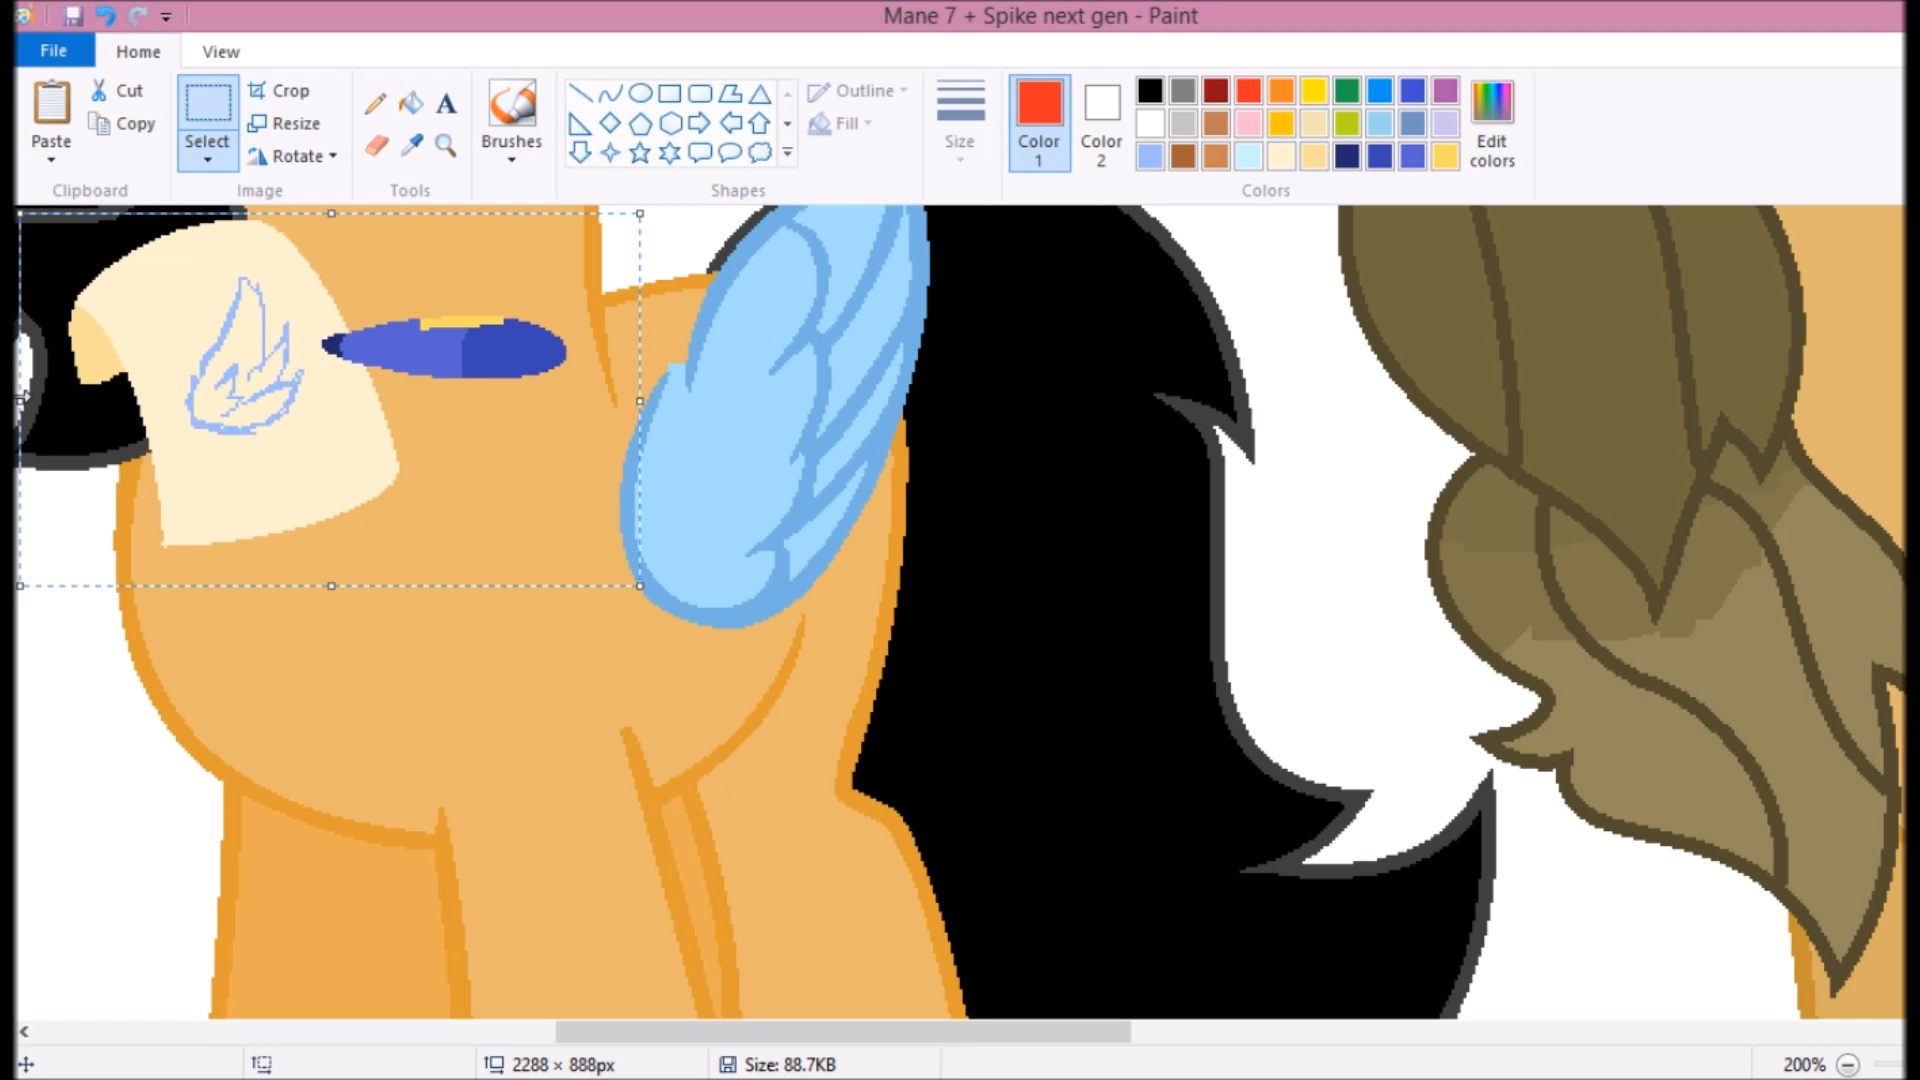 Mane 7 + Spike next gen - Paint
File Home View
Paste
Cut
Copy
Clipboard
Select
Crop
Resize
Rotate
Image
A
Tools
Brushes
Shapes
Outline
Fill
Size
Color 1
Color 2
Edit colors
Colors
2288 × 888px
Size: 88.7KB
200%